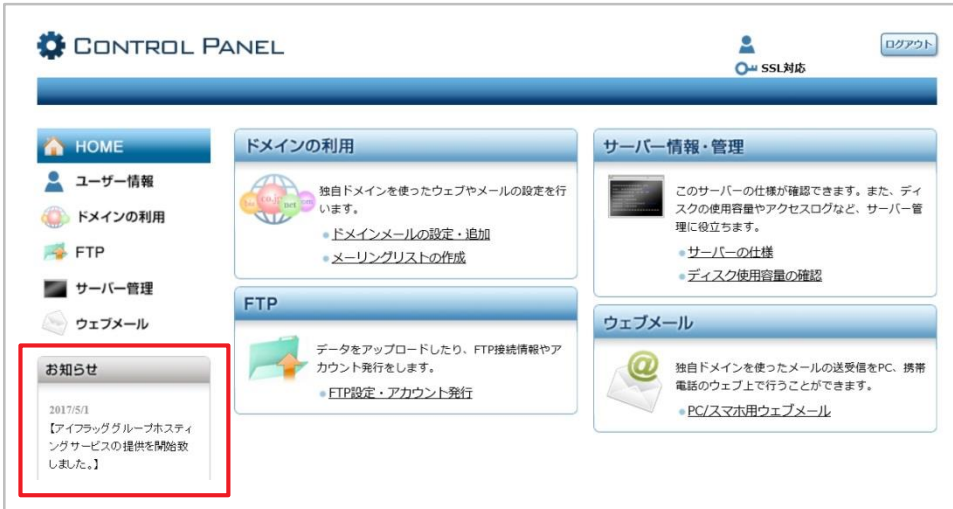 CONTROL PANEL
ログアウト
SSL対応
HOME
ユーザー情報
ドメインの利用
FTP
サーバー管理
ウェブメール
お知らせ
2017/5/1
【アイフラッググループホスティ
ングサービスの提供を開始致
しました。】
ドメインの利用
独自ドメインを使ったウェブやメールの設定を行
います。
ドメインメールの設定・追加
メーリングリストの作成
FTP
データをアップロードしたり、FTP接続情報やア
カウント発行をします。
FTP設定・アカウント発行
サーバー情報・管理
このサーバーの仕様が確認できます。また、ディ
スクの使用容量やアクセスログなど、サーバー管
理に役立ちます。
サーバーの仕様
ディスク使用容量の確認
ウェブメール
独自ドメインを使ったメールの送受信をPC、携帯
電話のウェブ上で行うことができます。
PC/スマホ用ウェブメール